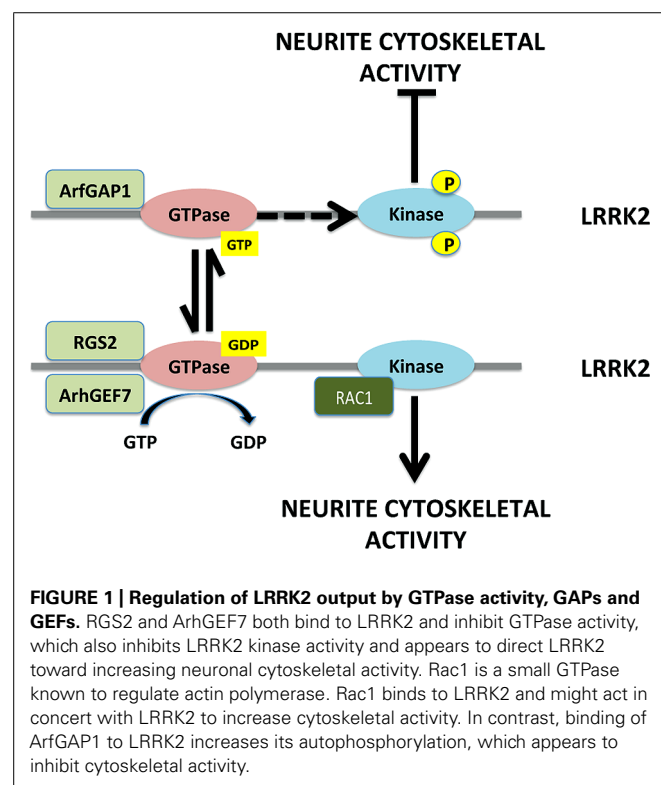 NEURITE CYTOSKELETAL
ACTIVITY
ArfGAP1
GTPase
GTP
Kinase
P
P
LRRK2
RGS2
ArhGEF7
GTPase
GDP
Kinase
RAC1
LRRK2
GTP
GDP
NEURITE CYTOSKELETAL
ACTIVITY
FIGURE 1 | Regulation of LRRK2 output by GTPase activity, GAPs and
GEFs. RGS2 and ArhGEF7 both bind to LRRK2 and inhibit GTPase activity,
which also inhibits LRRK2 kinase activity and appears to direct LRRK2
toward increasing neuronal cytoskeletal activity. Rac1 is a small GTPase
known to regulate actin polymerase. Rac1 binds to LRRK2 and might act in
concert with LRRK2 to increase cytoskeletal activity. In contrast, binding of
ArfGAP1 to LRRK2 increases its autophosphorylation, which appears to
inhibit cytoskeletal activity.